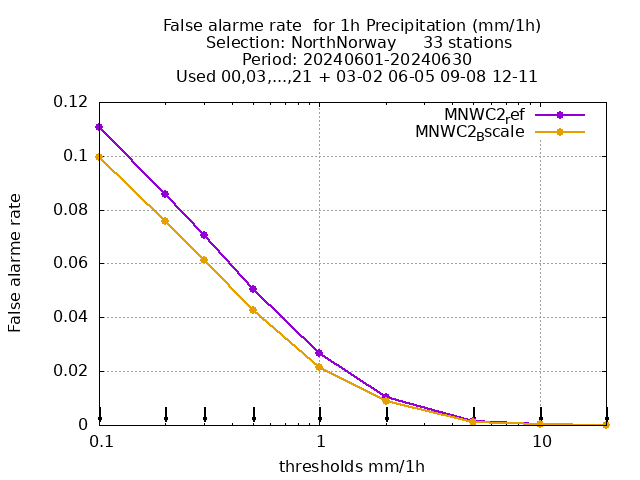 False alarme rate  for 1h Precipitation (mm/1h)
Selection: NorthNorway     33 stations
Period: 20240601-20240630
Used 00,03,...,21 + 03-02 06-05 09-08 12-11
MNWC2ref
MNWC2Bscale
0.12
0.1
0.08
0.06
0.04
0.02
0
False alarme rate
0.1
1
10
thresholds mm/1h